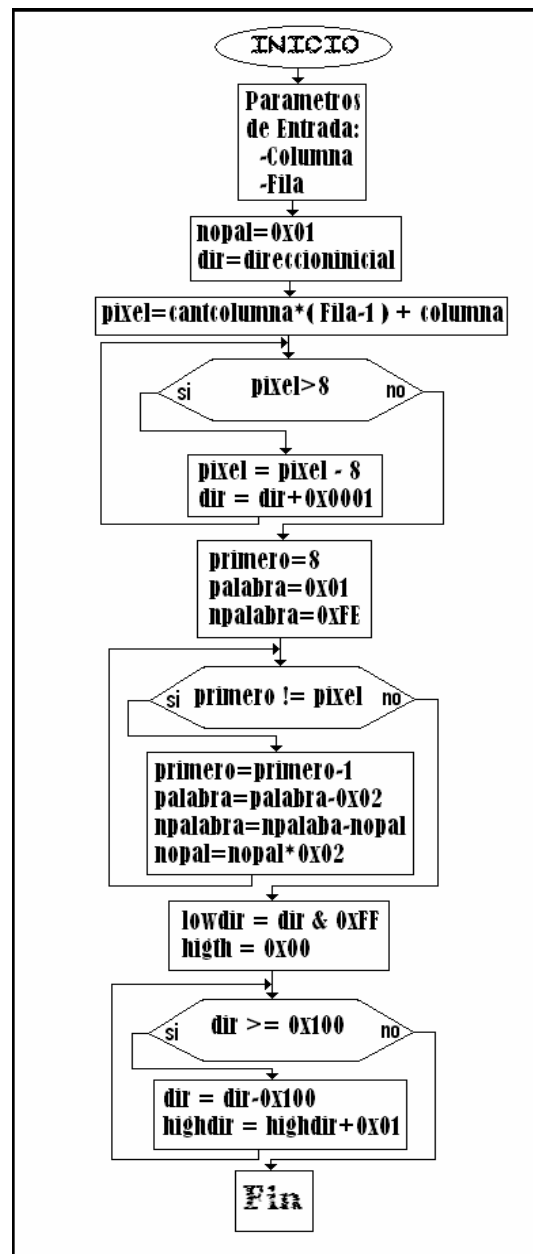 INICIO
Parametros
de Entrada:
-Columna
-Fila
nopal=0x01
dir=direccioninicial
pixel=cantcolumna*( Fila-1 ) + columna
si pixel>8 no
pixel = pixel - 8
dir = dir+0x0001
primero=8
palabra=0x01
npalabra=0xFE
si primero != pixel no
primero=primero-1
palabra=palabra-0x02
npalabra=npalaba-nopal
nopal=nopal*0x02
lowdir = dir & 0xFF
higth = 0x00
si dir >= 0x100 no
dir = dir-0x100
highdir = highdir+0x01
Fin